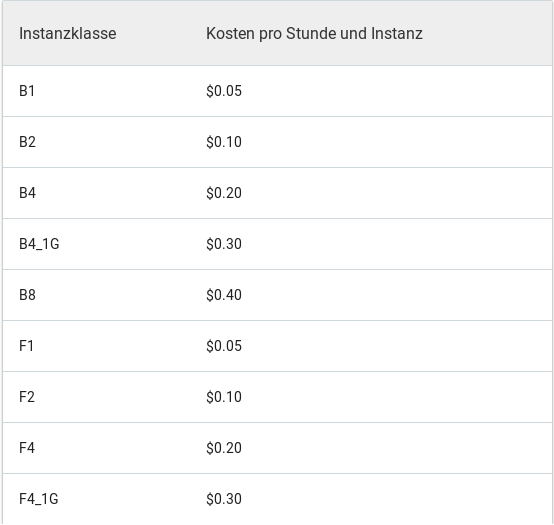 Instanzklasse Kosten pro Stunde und Instanz
B1 $0.05
B2 $0.10
B4 $0.20
B4_1G $0.30
B8 $0.40
F1 $0.05
F2 $0.10
F4 $0.20
F4_1G $0.30